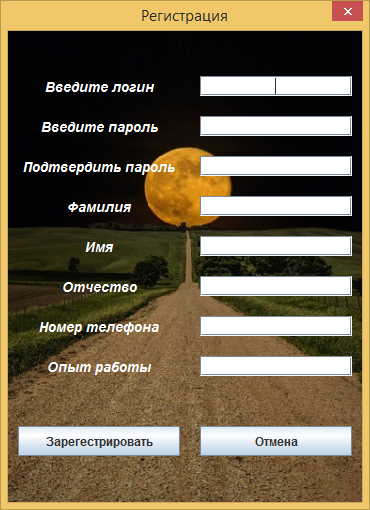 Регистрация
Введите логин
Введите пароль
Подтвердить пароль
Фамилия
Имя
Отчество
Номер телефона
Опыт работы
Зарегестрировать
Отмена